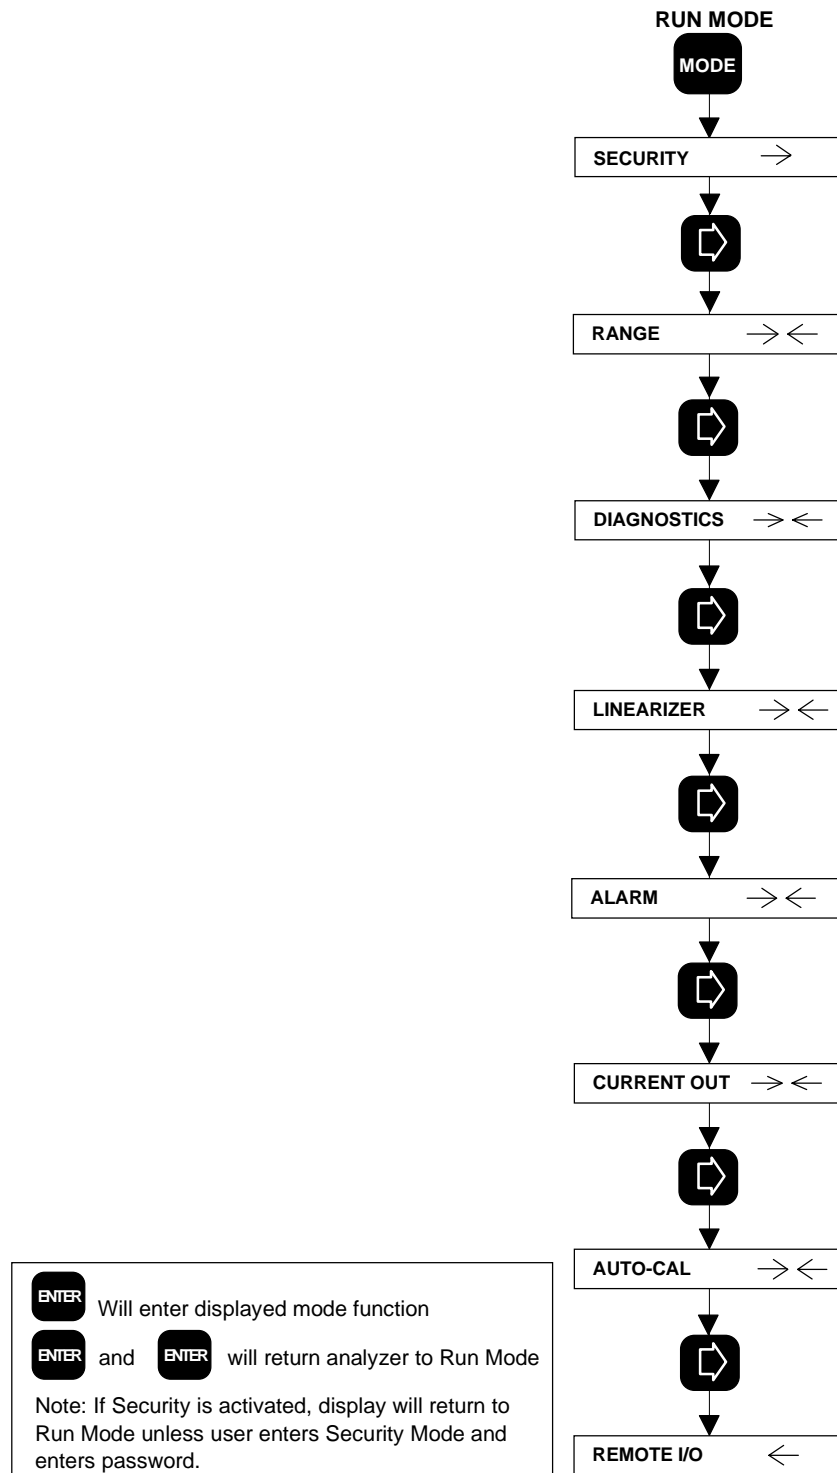 RUN MODE
MODE
SECURITY →
RANGE →←
DIAGNOSTICS →←
LINEARIZER →←
ALARM →←
CURRENT OUT →←
AUTO-CAL →←
REMOTE I/O ←
ENTER Will enter displayed mode function
ENTER and ENTER will return analyzer to Run Mode
Note: If Security is activated, display will return to
Run Mode unless user enters Security Mode and
enters password.